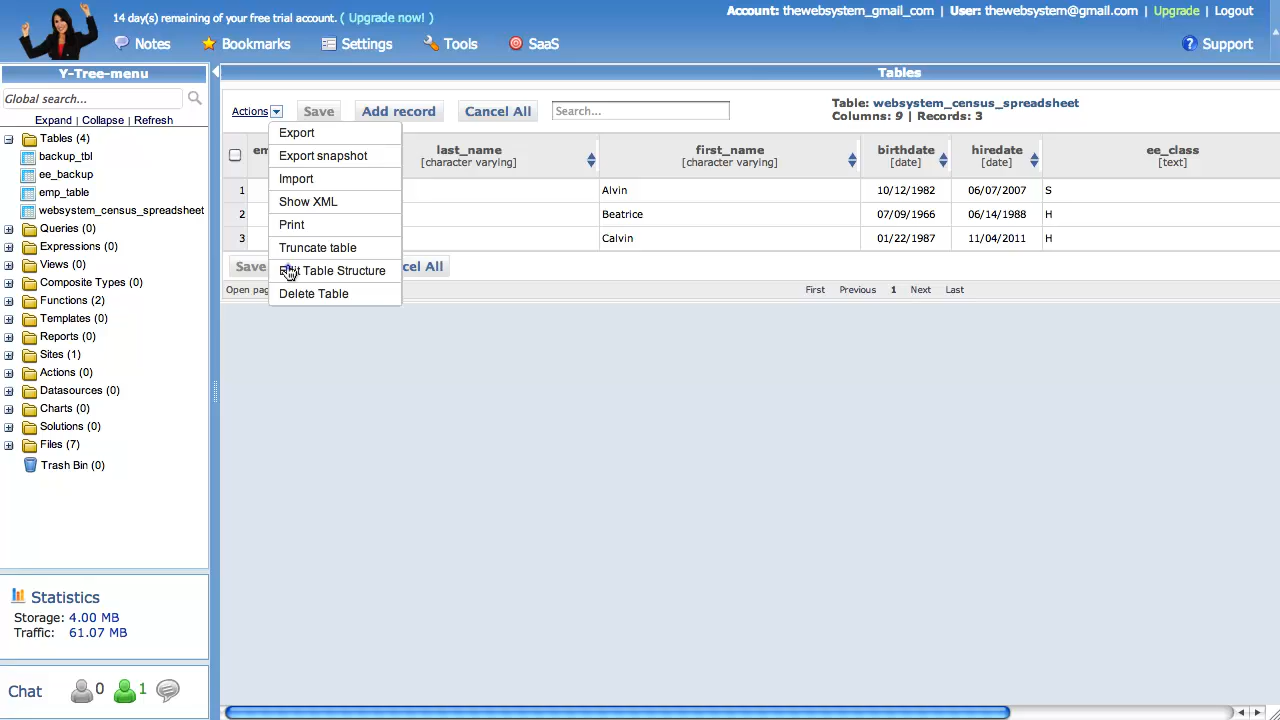 14 day(s) remaining of your free trial account. ( Upgrade now! )
Account: thewebsystem_gmail_com | User: thewebsystem@gmail.com | Upgrade | Logout
Notes Bookmarks Settings Tools SaaS Support
Y-Tree-menu
Tables
Global search...
Expand | Collapse | Refresh
Tables (4)
backup_tbl
ee_backup
emp_table
websystem_census_spreadsheet
Queries (0)
Expressions (0)
Views (0)
Composite Types (0)
Functions (2)
Templates (0)
Reports (0)
Sites (1)
Actions (0)
Datasources (0)
Charts (0)
Solutions (0)
Files (7)
Trash Bin (0)
Statistics
Storage: 4.00 MB
Traffic: 61.07 MB
Chat 0 1
Actions Save Add record Cancel All Search...
Table: websystem_census_spreadsheet
Columns: 9 | Records: 3
Export
Export snapshot
Import
Show XML
Print
Truncate table
Table Structure
Delete Table
last_name first_name birthdate hiredate ee_class
[character varying] [character varying] [date] [date] [text]
1 Alvin 10/12/1982 06/07/2007 S
2 Beatrice 07/09/1966 06/14/1988 H
3 Calvin 01/22/1987 11/04/2011 H
Save
Open First Previous 1 Next Last